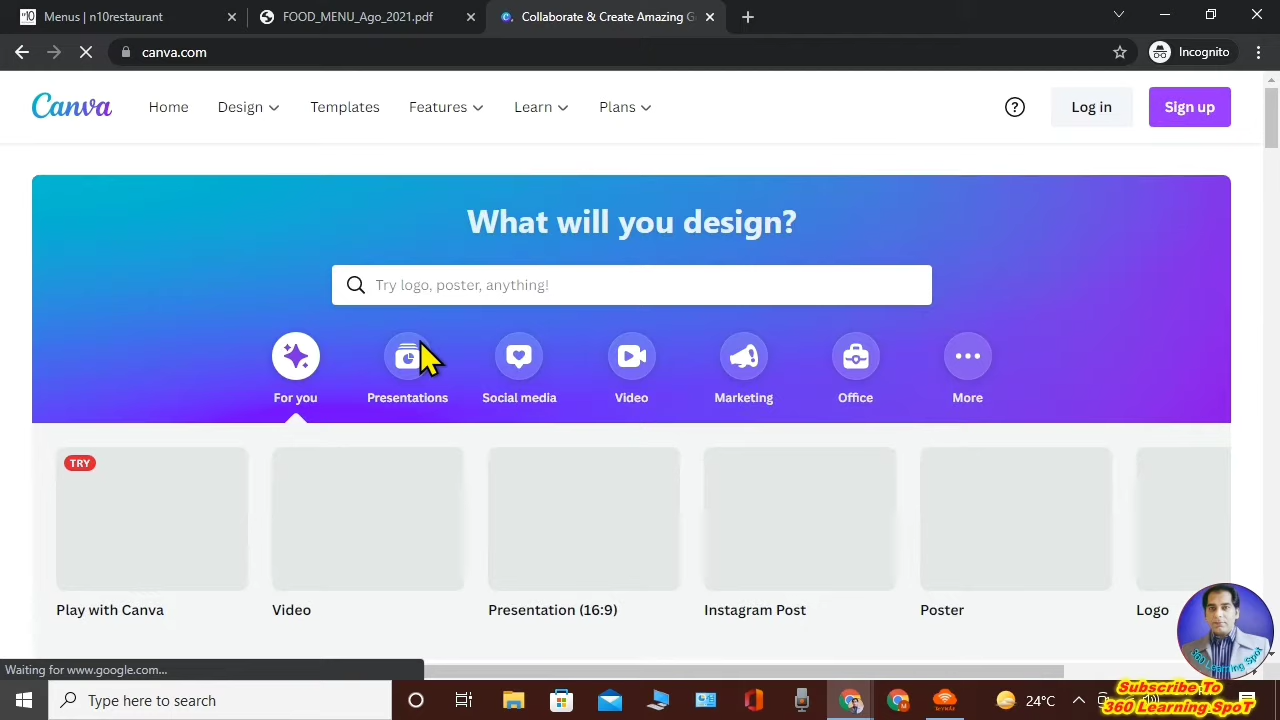 Menus | n10restaurant
FOOD_MENU_Ago_2021.pdf
Collaborate & Create Amazing G
canva.com
Incognito
Canva
Home
Design
Templates
Features
Learn
Plans
Log in
Sign up
What will you design?
Try logo, poster, anything!
For you
Presentations
Social media
Video
Marketing
Office
More
TRY
Play with Canva
Video
Presentation (16:9)
Instagram Post
Poster
Logo
360 Learning Spot
Waiting for www.google.com...
Type here to search
24°C
Subscribe To
360 Learning SpoT